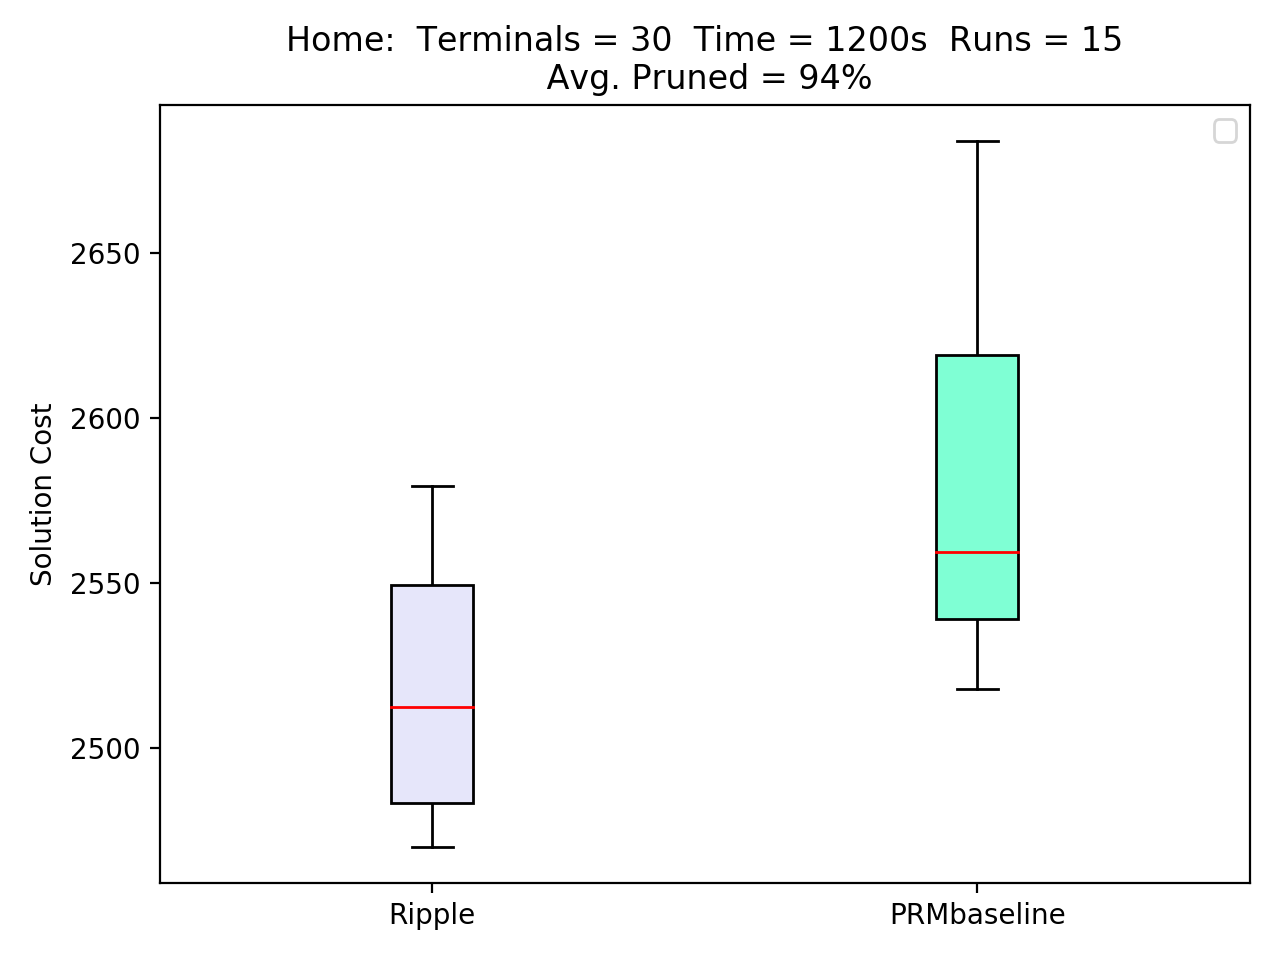 Home: Terminals = 30 Time = 1200s Runs = 15
Avg. Pruned = 94%
Solution Cost
2650
2600
2550
2500
Ripple
PRMbaseline